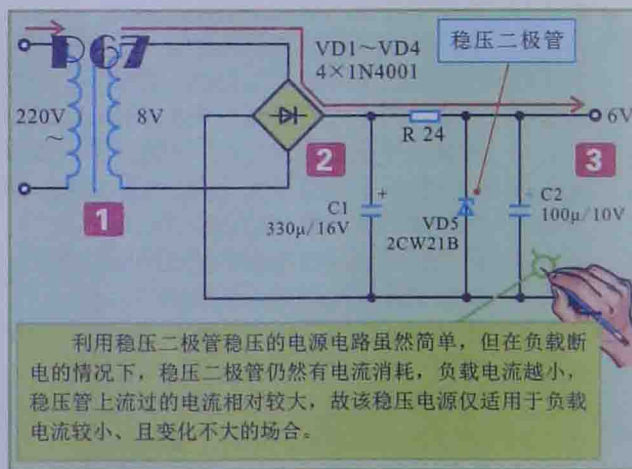 P67
VD1～VD4
4×1N4001
稳压二极管
220V
～
8V
6V
R 24
2
3
1
C1
330μ/16V
+
VD5
2CW21B
C2
100μ/10V
利用稳压二极管稳压的电源电路虽然简单，但在负载断
电的情况下，稳压二极管仍然有电流消耗，负载电流越小，
稳压管上流过的电流相对较大，故该稳压电源仅适用于负载
电流较小、且变化不大的场合。